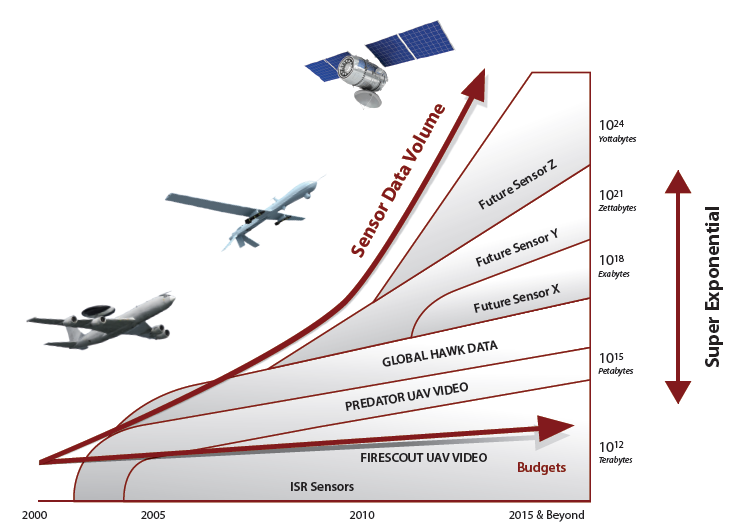 Sensor Data Volume
10²⁴
Yottabytes
Future Sensor Z
10²¹
Zettabytes
Future Sensor Y
10¹⁸
Exabytes
Future Sensor X
Super Exponential
GLOBAL HAWK DATA
10¹⁵
Petabytes
PREDATOR UAV VIDEO
10¹²
Terabytes
FIRESCOUT UAV VIDEO
Budgets
ISR Sensors
2000
2005
2010
2015 & Beyond